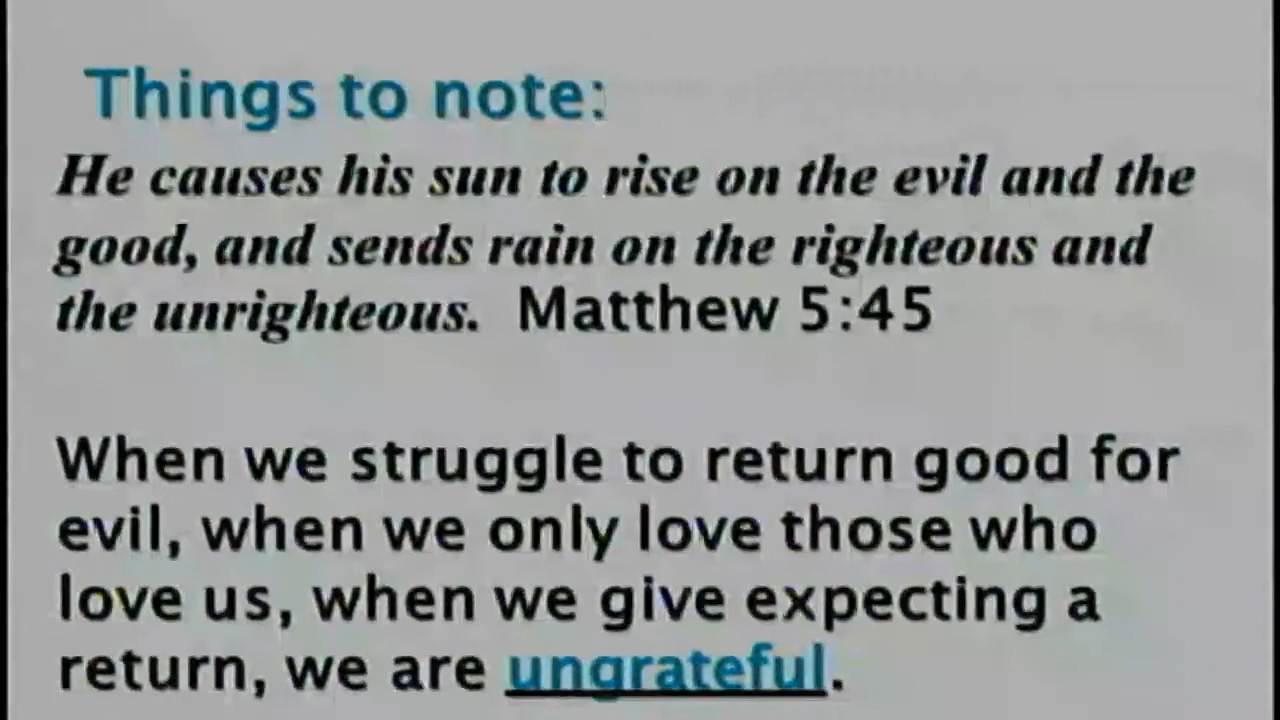 Things to note:
He causes his sun to rise on the evil and the
good, and sends rain on the righteous and
the unrighteous. Matthew 5:45
When we struggle to return good for
evil, when we only love those who
love us, when we give expecting a
return, we are ungrateful.